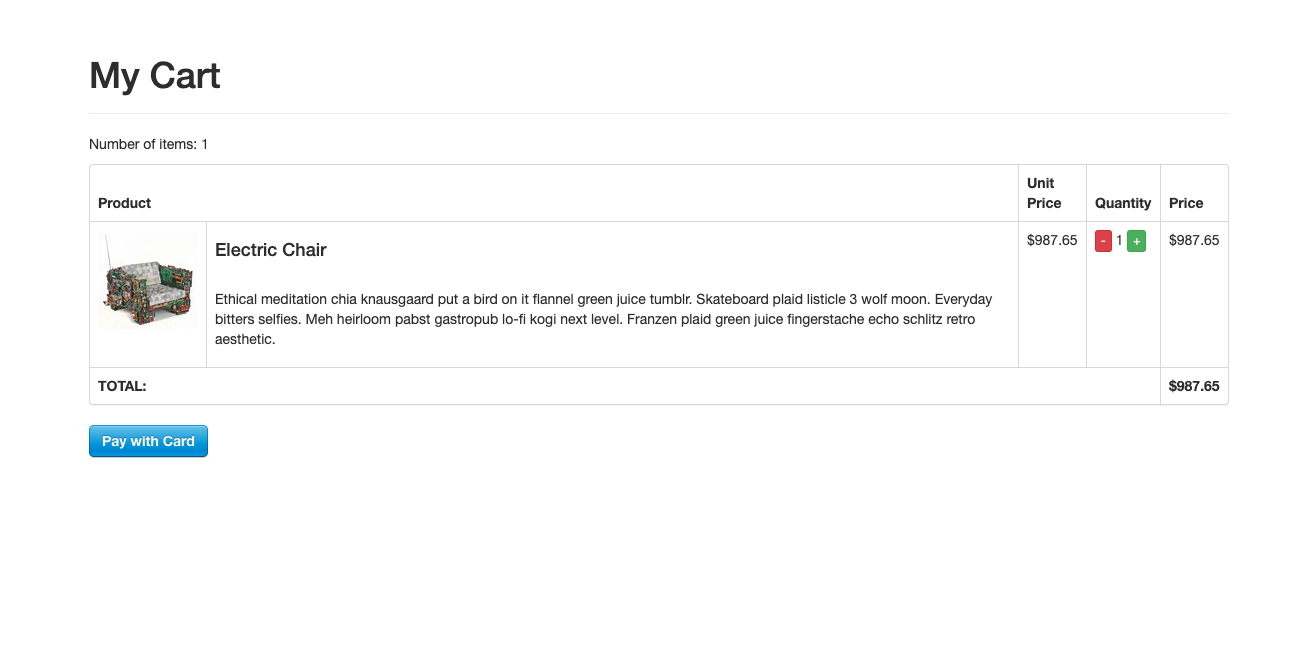 My Cart
Number of items: 1
Product
Unit
Price
Quantity
Price
Electric Chair
$987.65
- 1 +
$987.65
Ethical meditation chia knausgaard put a bird on it flannel green juice tumblr. Skateboard plaid listicle 3 wolf moon. Everyday
bitters selfies. Meh heirloom pabst gastropub lo-fi kogi next level. Franzen plaid green juice fingerstache echo schlitz retro
aesthetic.
TOTAL:
$987.65
Pay with Card